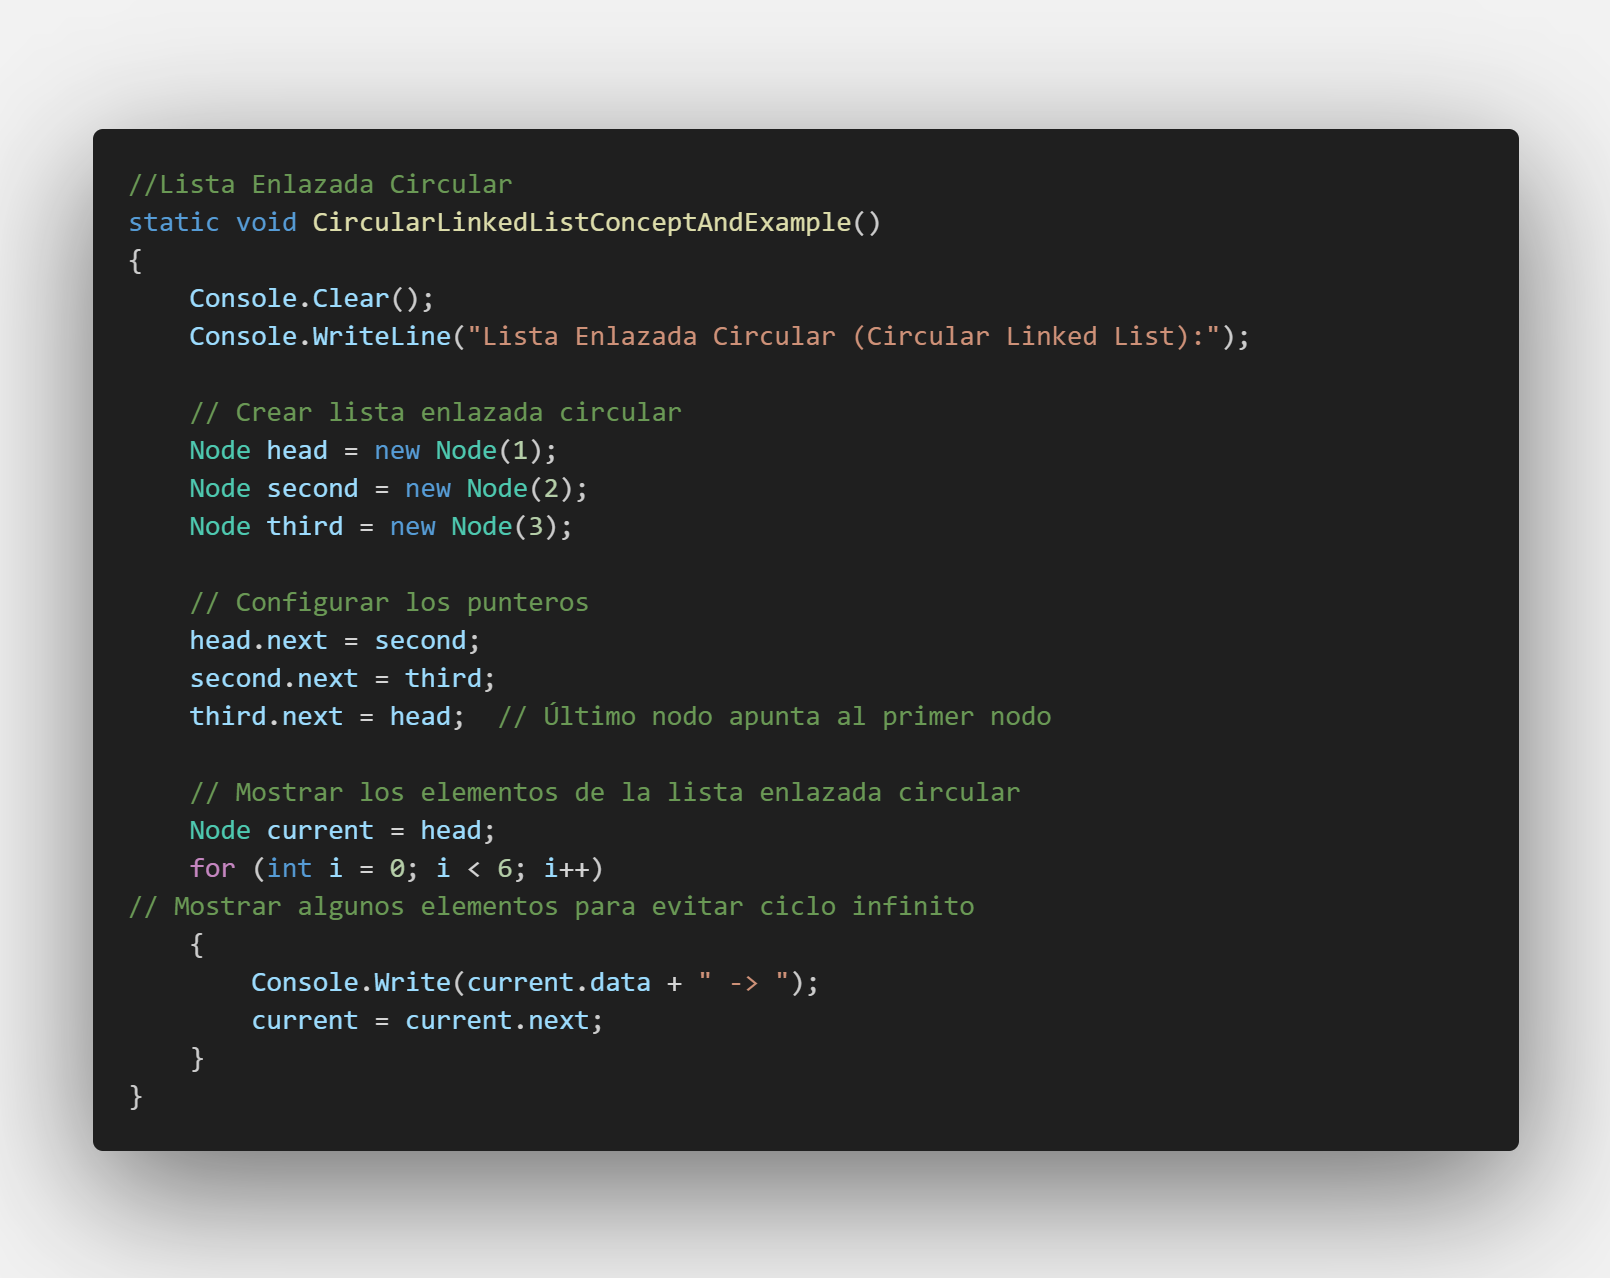 //Lista Enlazada Circular
static void CircularLinkedListConceptAndExample()
{
    Console.Clear();
    Console.WriteLine("Lista Enlazada Circular (Circular Linked List):");

    // Crear lista enlazada circular
    Node head = new Node(1);
    Node second = new Node(2);
    Node third = new Node(3);

    // Configurar los punteros
    head.next = second;
    second.next = third;
    third.next = head;  // Último nodo apunta al primer nodo

    // Mostrar los elementos de la lista enlazada circular
    Node current = head;
    for (int i = 0; i < 6; i++)
// Mostrar algunos elementos para evitar ciclo infinito
    {
        Console.Write(current.data + " -> ");
        current = current.next;
    }
}